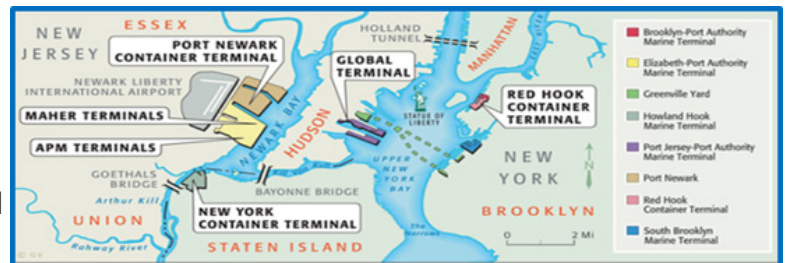 ESSEX
NEW
JERSEY
PORT NEWARK
CONTAINER TERMINAL
NEWARK LIBERTY
INTERNATIONAL AIRPORT
MAHER TERMINALS
APM TERMINALS
NEWARK BAY
HUDSON
GLOBAL
TERMINAL
HOLLAND
TUNNEL
MANHATTAN
STATUE OF
LIBERTY
RED HOOK
CONTAINER
TERMINAL
UPPER
NEW YORK
BAY
NEW
YORK
BROOKLYN
GOETHALS
BRIDGE
Arthur Kill
BAYONNE BRIDGE
UNION
NEW YORK
CONTAINER TERMINAL
Rahway River
STATEN ISLAND
The
Narrows
N
0 2 Mi
© GV
Brooklyn-Port Authority
Marine Terminal
Elizabeth-Port Authority
Marine Terminal
Greenville Yard
Howland Hook
Marine Terminal
Port Jersey-Port Authority
Marine Terminal
Port Newark
Red Hook
Container Terminal
South Brooklyn
Marine Terminal